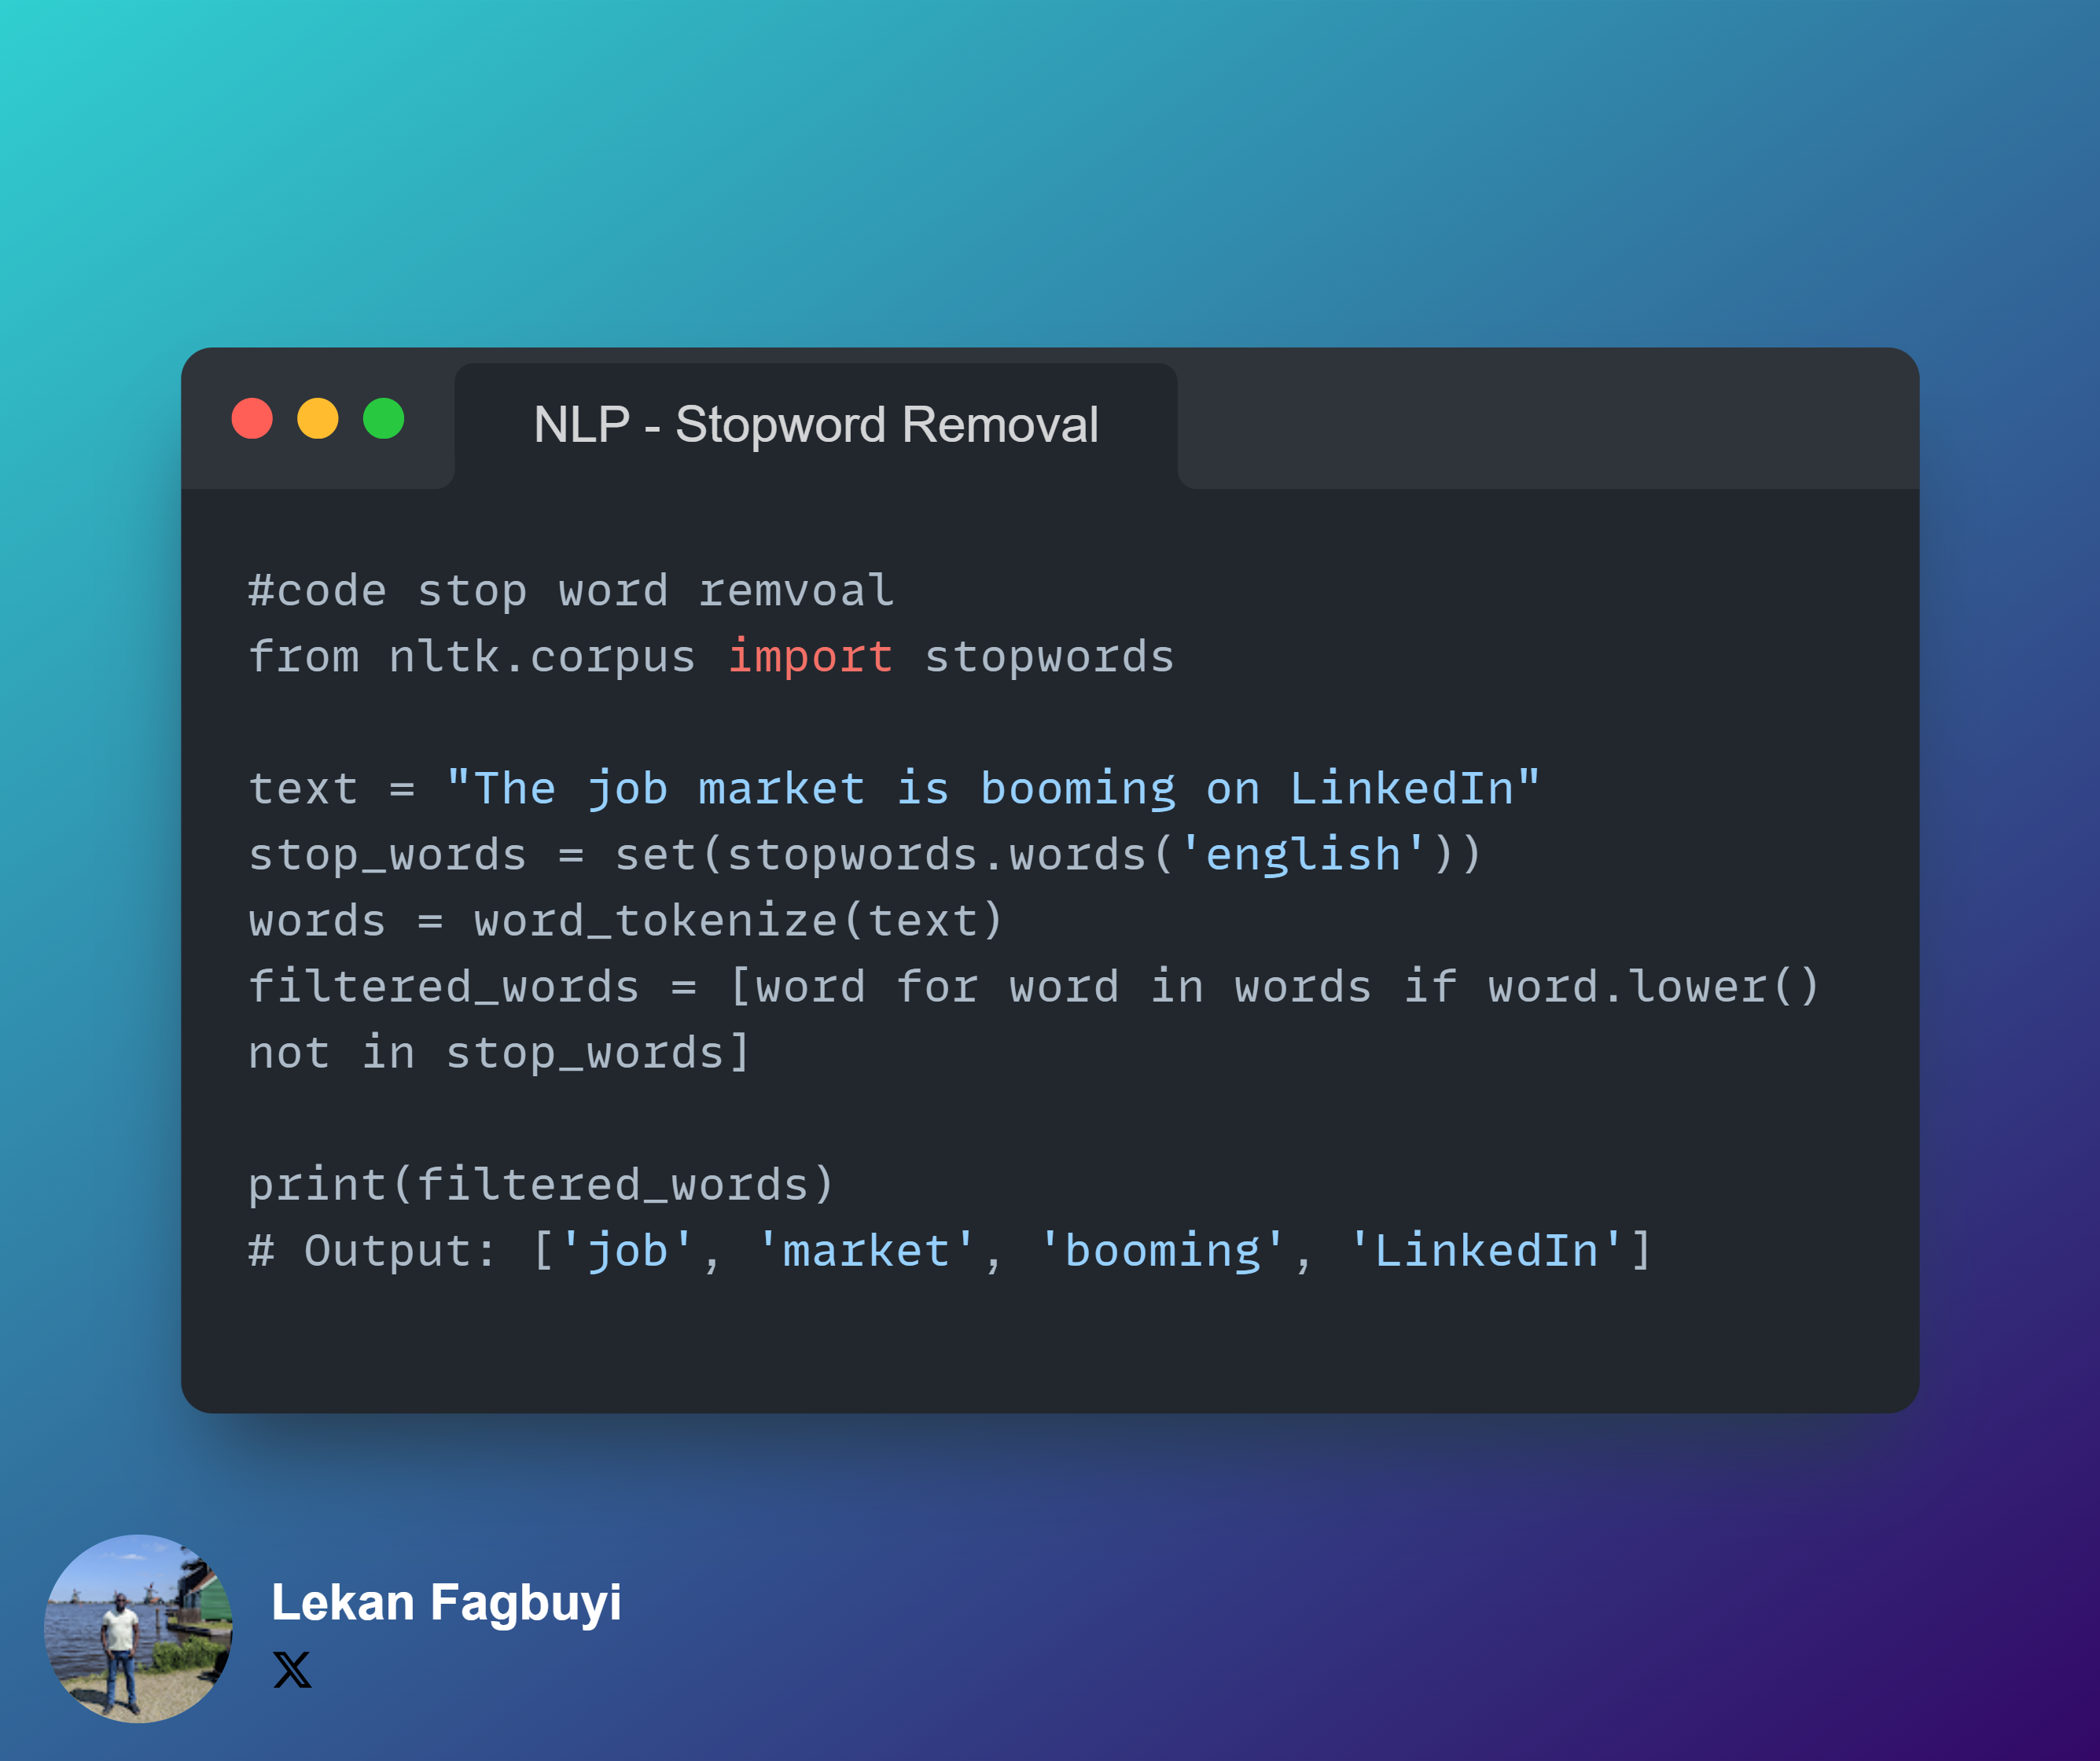 NLP - Stopword Removal
#code stop word remvoal
from nltk.corpus import stopwords
text = "The job market is booming on LinkedIn"
stop_words = set(stopwords.words('english'))
words = word_tokenize(text)
filtered_words = [word for word in words if word.lower()
not in stop_words]
print(filtered_words)
# Output: ['job', 'market', 'booming', 'LinkedIn']
Lekan Fagbuyi